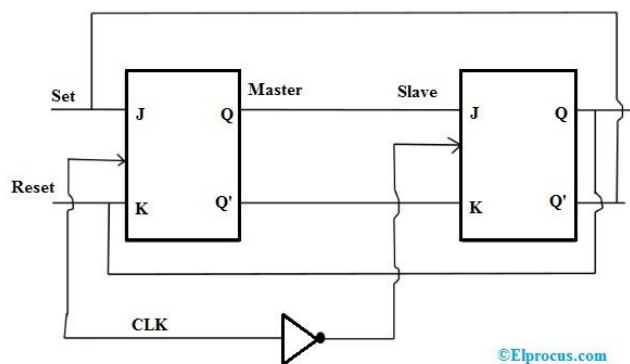 Set
Master
Slave
J
Q
J
Q
Reset
K
Q'
K
Q'
CLK
©Elprocus.com